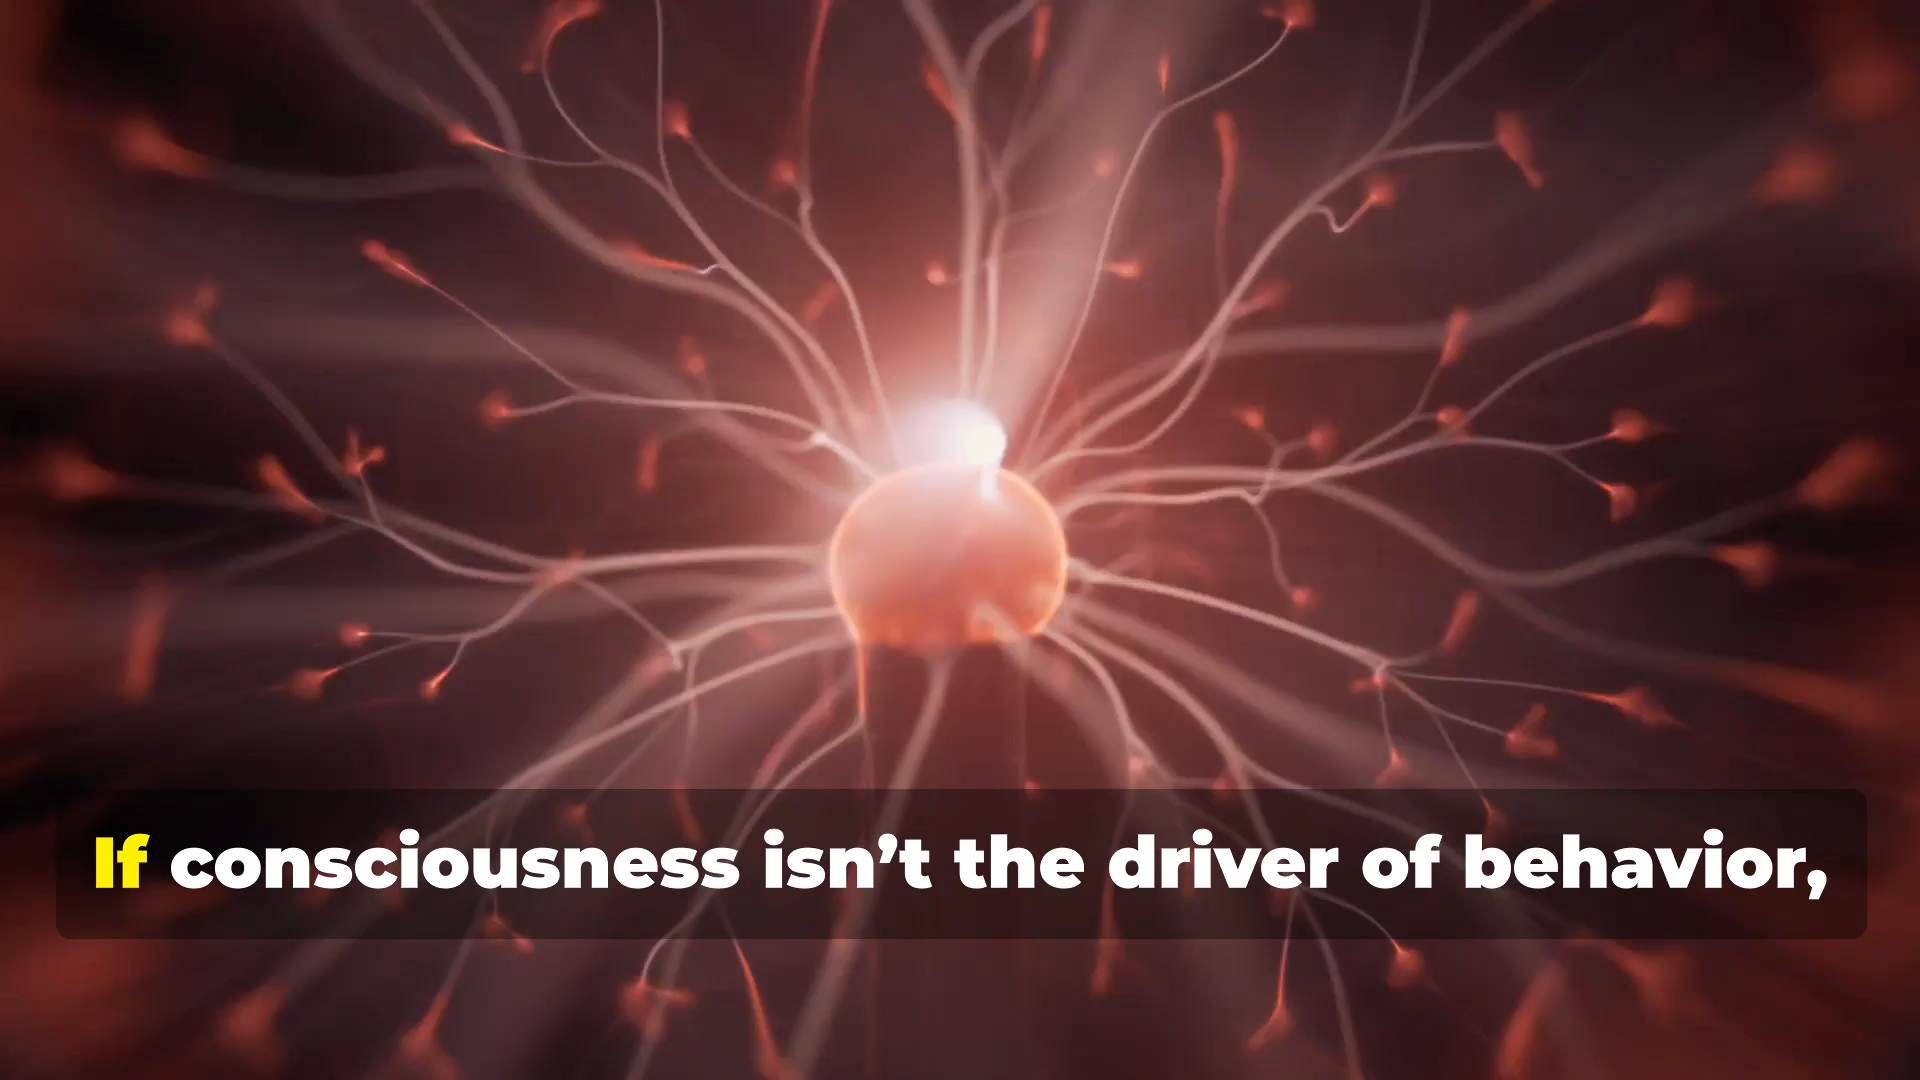 If consciousness isn’t the driver of behavior,